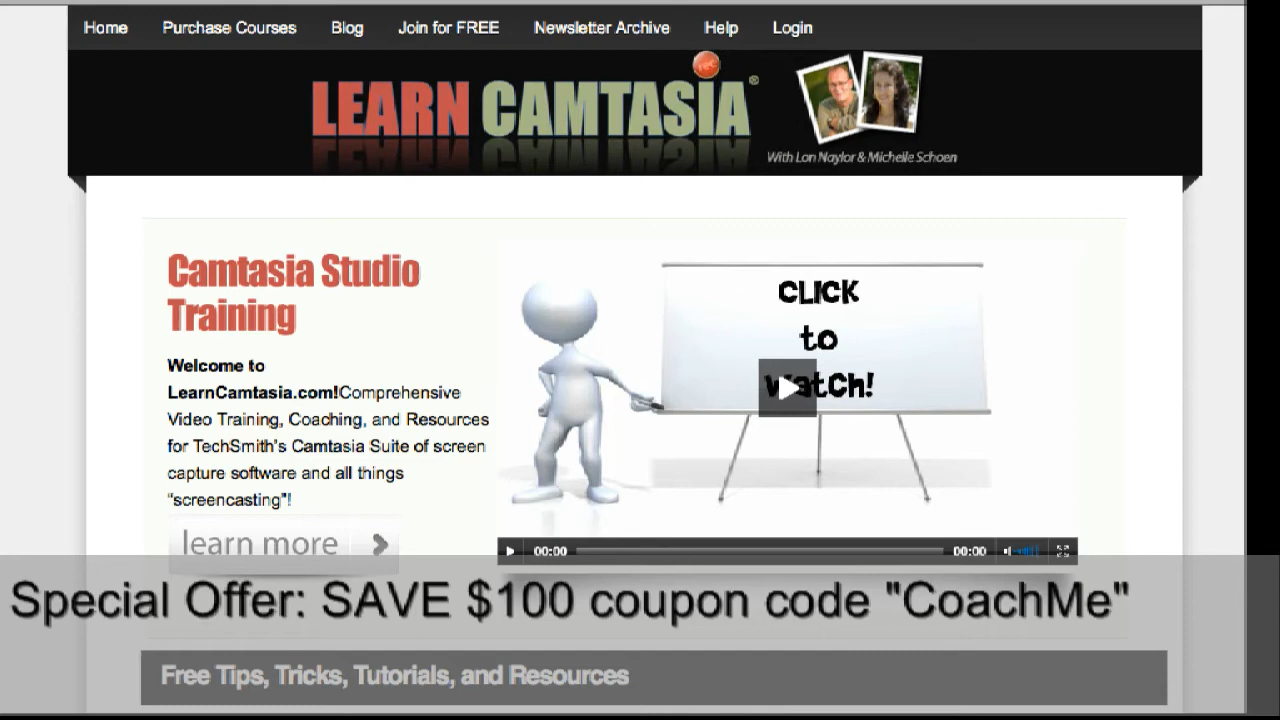 Home Purchase Courses Blog Join for FREE Newsletter Archive Help Login
rec
LEARN CAMTASIA®
With Lon Naylor & Michelle Schoen
Camtasia Studio
Training
Welcome to
LearnCamtasia.com!Comprehensive
Video Training, Coaching, and Resources
for TechSmith's Camtasia Suite of screen
capture software and all things
"screencasting"!
learn more
CLICK
to
WatCh!
00:00 00:00
Special Offer: SAVE $100 coupon code "CoachMe"
Free Tips, Tricks, Tutorials, and Resources